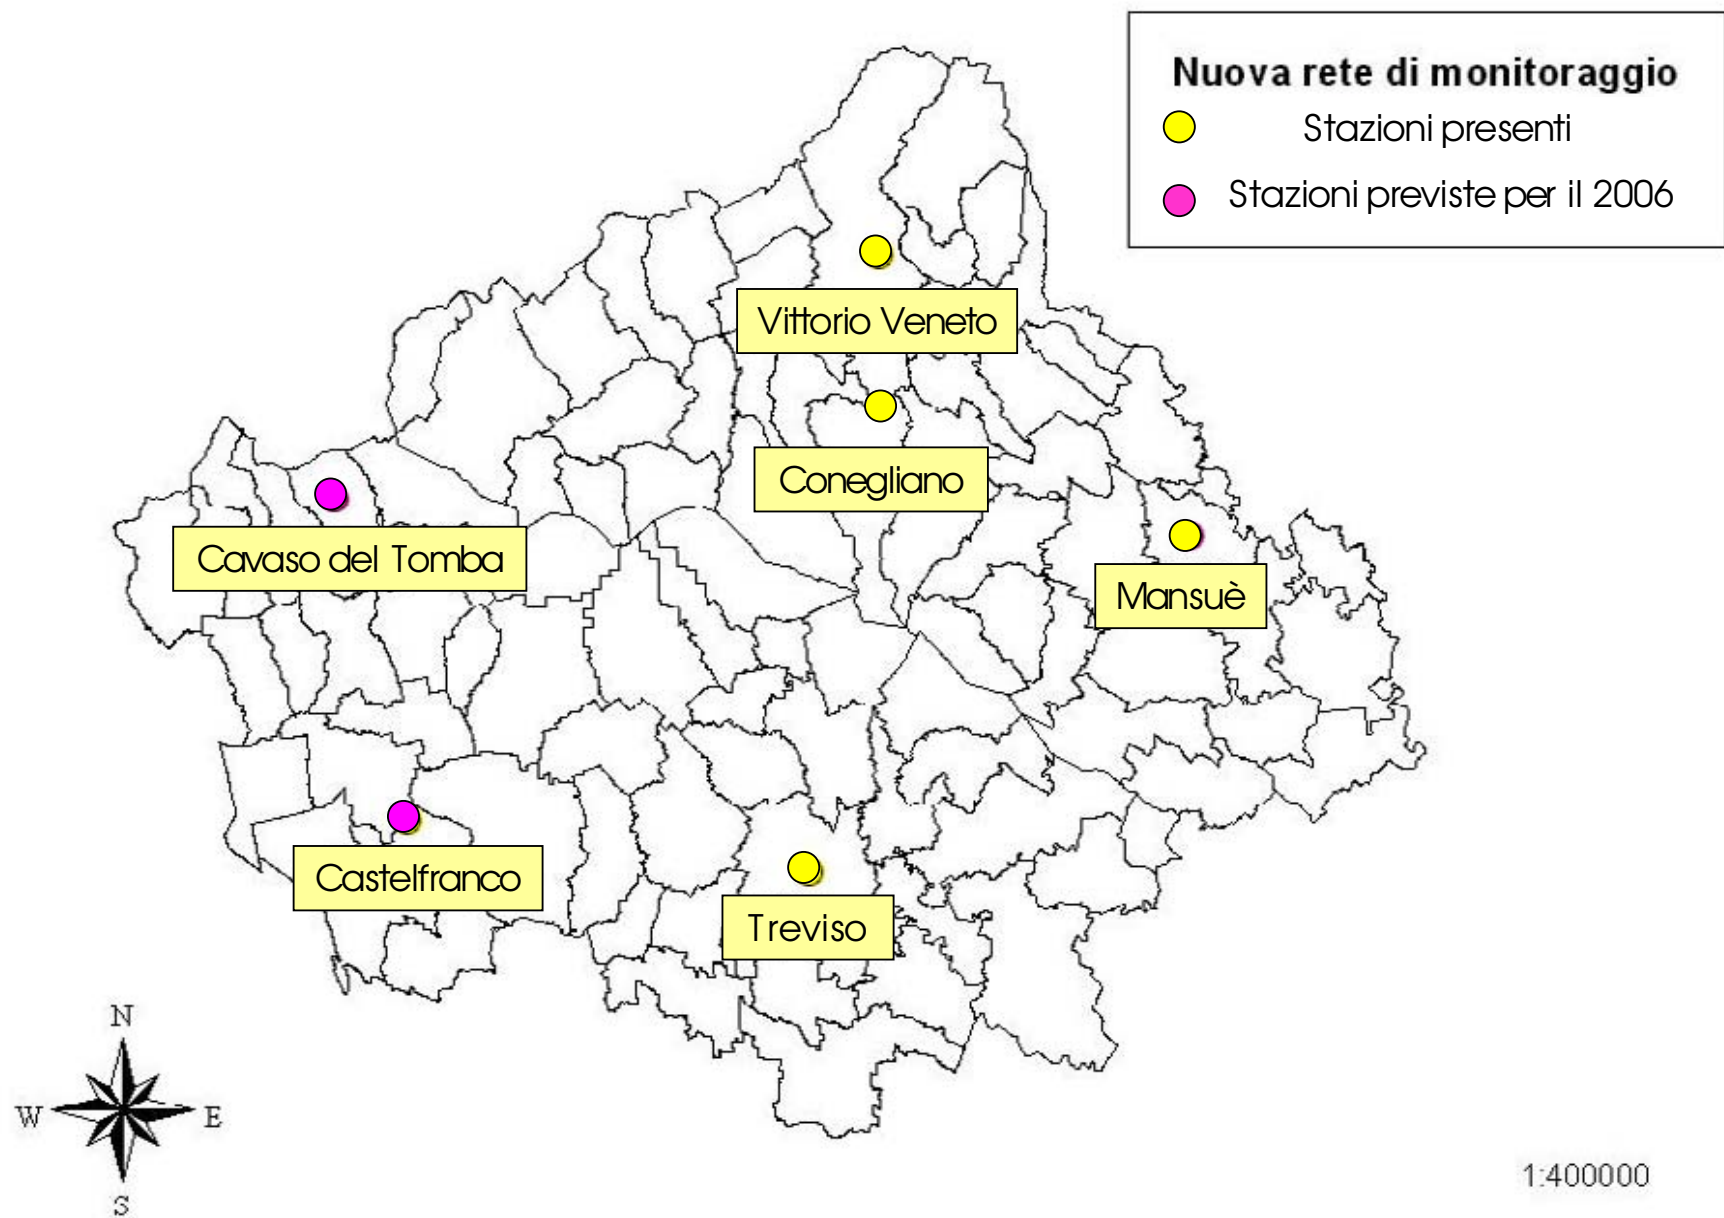 Nuova rete di monitoraggio
Stazioni presenti
Stazioni previste per il 2006
Vittorio Veneto
Conegliano
Cavaso del Tomba
Mansuè
Castelfranco
Treviso
N
W E
S
1:400000